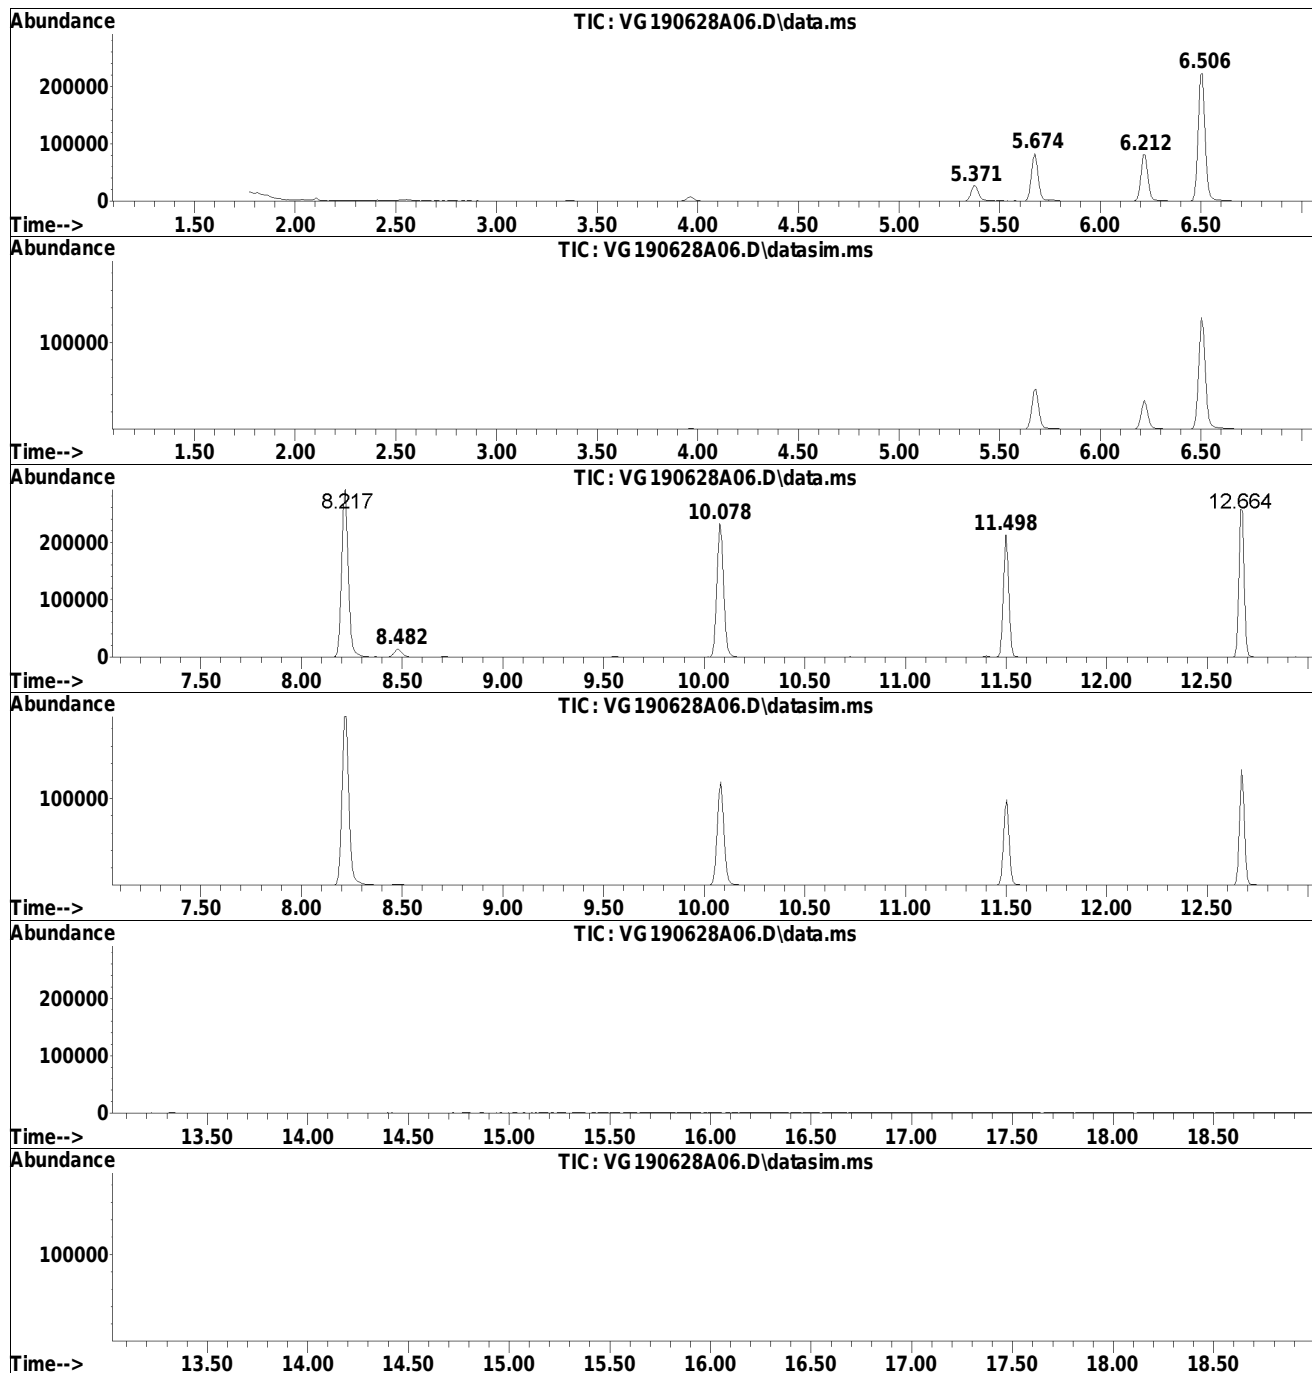 Abundance TIC: VG190628A06.D\data.ms
6.506
200000
5.674 6.212
100000
5.371
0
Time--> 1.50 2.00 2.50 3.00 3.50 4.00 4.50 5.00 5.50 6.00 6.50
Abundance TIC: VG190628A06.D\datasim.ms
100000
Time--> 1.50 2.00 2.50 3.00 3.50 4.00 4.50 5.00 5.50 6.00 6.50
Abundance TIC: VG190628A06.D\data.ms
8.217 12.664
10.078
11.498
200000
100000
8.482
0
Time--> 7.50 8.00 8.50 9.00 9.50 10.00 10.50 11.00 11.50 12.00 12.50
Abundance TIC: VG190628A06.D\datasim.ms
100000
Time--> 7.50 8.00 8.50 9.00 9.50 10.00 10.50 11.00 11.50 12.00 12.50
Abundance TIC: VG190628A06.D\data.ms
200000
100000
0
Time--> 13.50 14.00 14.50 15.00 15.50 16.00 16.50 17.00 17.50 18.00 18.50
Abundance TIC: VG190628A06.D\datasim.ms
100000
Time--> 13.50 14.00 14.50 15.00 15.50 16.00 16.50 17.00 17.50 18.00 18.50